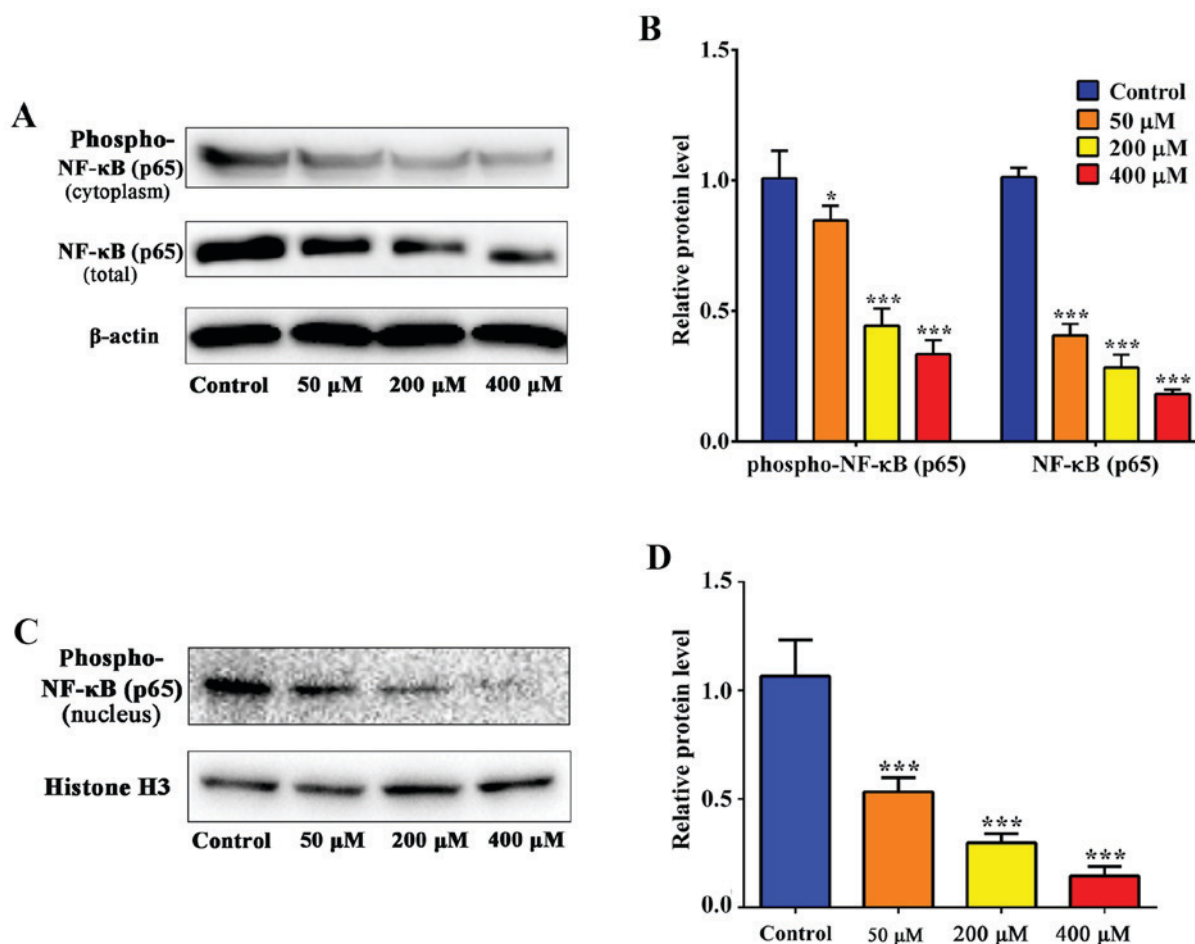 A
Phospho-
NF-κB (p65)
(cytoplasm)
NF-κB (p65)
(total)
β-actin
Control 50 μM 200 μM 400 μM
B
1.5
1.0
0.5
0.0
Relative protein level
Control
50 μM
200 μM
400 μM
*
***
***
***
***
***
phospho-NF-κB (p65) NF-κB (p65)
C
Phospho-
NF-κB (p65)
(nucleus)
Histone H3
Control 50 μM 200 μM 400 μM
D
1.5
1.0
0.5
0.0
Relative protein level
***
***
***
Control 50 μM 200 μM 400 μM